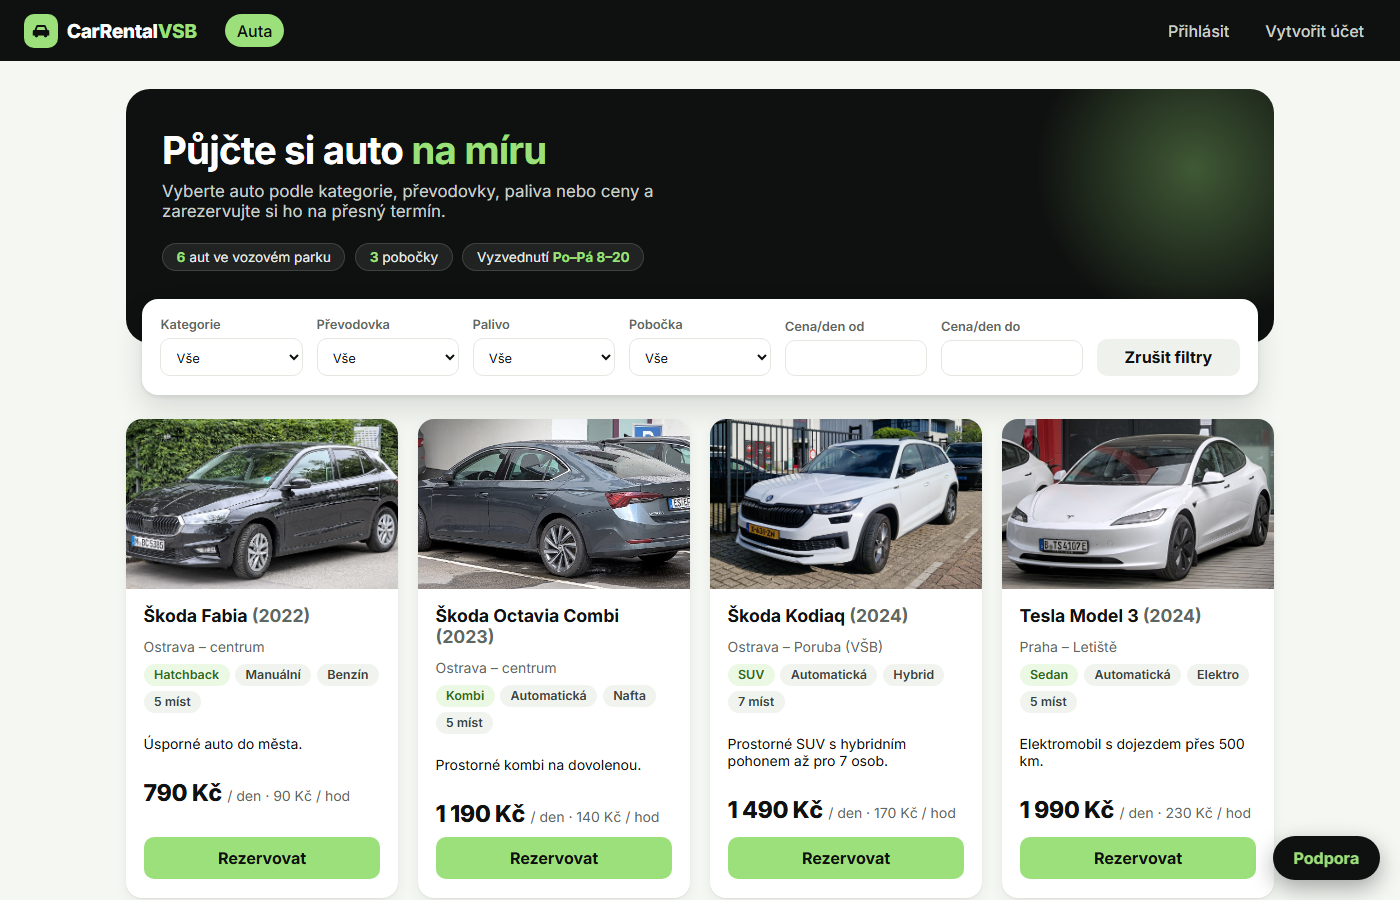 CarRentalVSB
Auta
Přihlásit
Vytvořit účet
Půjčte si auto na míru
Vyberte auto podle kategorie, převodovky, paliva nebo ceny a
zarezervujte si ho na přesný termín.
6 aut ve vozovém parku
3 pobočky
Vyzvednutí Po–Pá 8–20
Kategorie
Převodovka
Palivo
Pobočka
Cena/den od
Cena/den do
Vše
Vše
Vše
Vše
Zrušit filtry
Škoda Fabia (2022)
Ostrava – centrum
Hatchback
Manuální
Benzín
5 míst
Úsporné auto do města.
790 Kč / den · 90 Kč / hod
Rezervovat
Škoda Octavia Combi
(2023)
Ostrava – centrum
Kombi
Automatická
Nafta
5 míst
Prostorné kombi na dovolenou.
1 190 Kč / den · 140 Kč / hod
Rezervovat
Škoda Kodiaq (2024)
Ostrava – Poruba (VŠB)
SUV
Automatická
Hybrid
7 míst
Prostorné SUV s hybridním
pohonem až pro 7 osob.
1 490 Kč / den · 170 Kč / hod
Rezervovat
B·TS4107E
Tesla Model 3 (2024)
Praha – Letiště
Sedan
Automatická
Elektro
5 míst
Elektromobil s dojezdem přes 500
km.
1 990 Kč / den · 230 Kč / hod
Rezervovat
Podpora